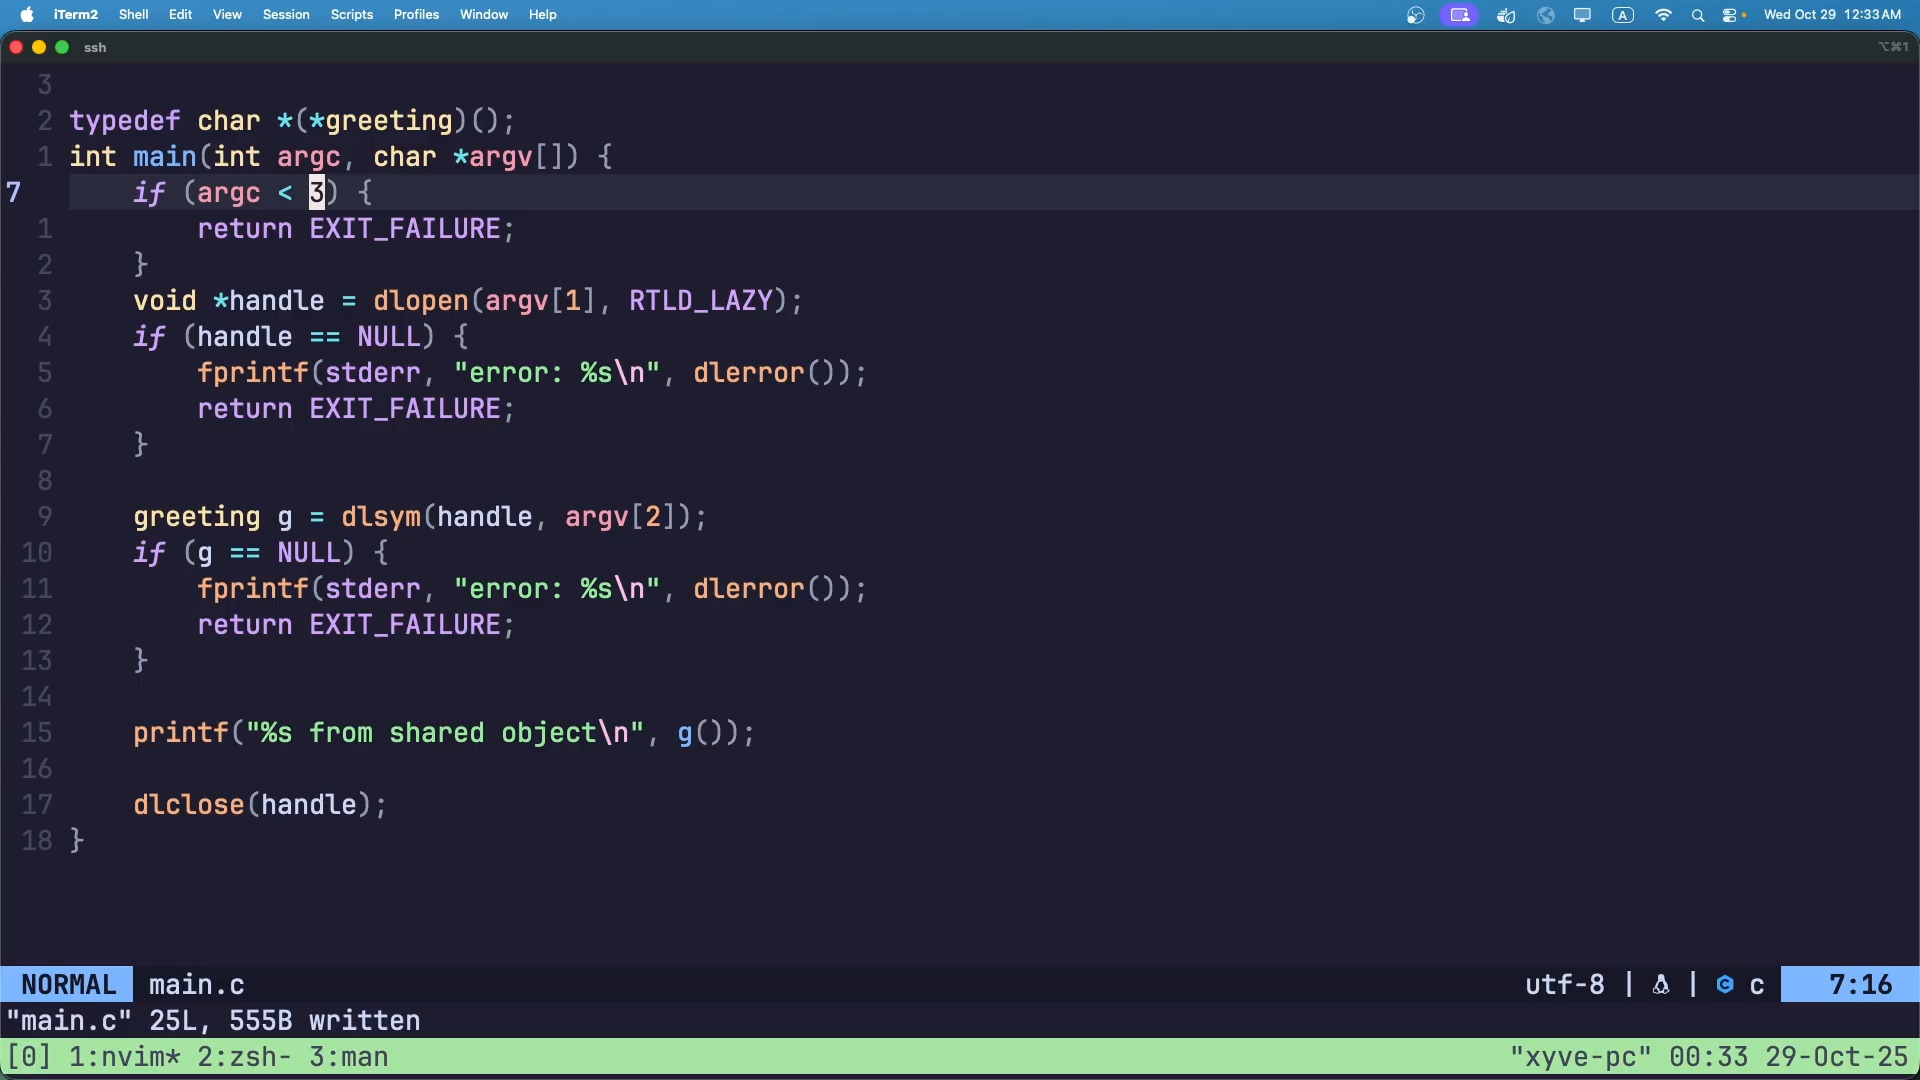 iTerm2 Shell Edit View Session Scripts Profiles Window Help A Wed Oct 29 12:33 AM
ssh ⌥⌘1
3
2 typedef char *(*greeting)();
1 int main(int argc, char *argv[]) {
7 if (argc < 3) {
1 return EXIT_FAILURE;
2 }
3 void *handle = dlopen(argv[1], RTLD_LAZY);
4 if (handle == NULL) {
5 fprintf(stderr, "error: %s\n", dlerror());
6 return EXIT_FAILURE;
7 }
8
9 greeting g = dlsym(handle, argv[2]);
10 if (g == NULL) {
11 fprintf(stderr, "error: %s\n", dlerror());
12 return EXIT_FAILURE;
13 }
14
15 printf("%s from shared object\n", g());
16
17 dlclose(handle);
18 }
NORMAL main.c utf-8 | | C c 7:16
"main.c" 25L, 555B written
[0] 1:nvim* 2:zsh- 3:man "xyve-pc" 00:33 29-Oct-25